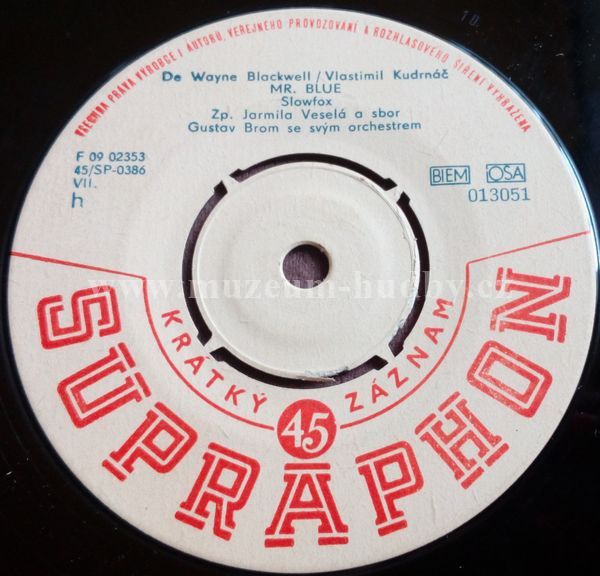 VŠECHNA PRÁVA VÝROBCE I AUTORŮ, VEŘEJNÉHO PROVOZOVÁNÍ A ROZHLASOVÉHO ŠÍŘENÍ VYHRAZENA
De Wayne Blackwell / Vlastimil Kudrnáč
MR. BLUE
Slowfox
Zp. Jarmila Veselá a sbor
Gustav Brom se svým orchestrem
F 09 02353
45/SP-0386
VII.
h
BIEM OSA
013051
www.muzeum-hudby.cz
KRÁTKÝ 45 ZÁZNAM
SUPRAPHON